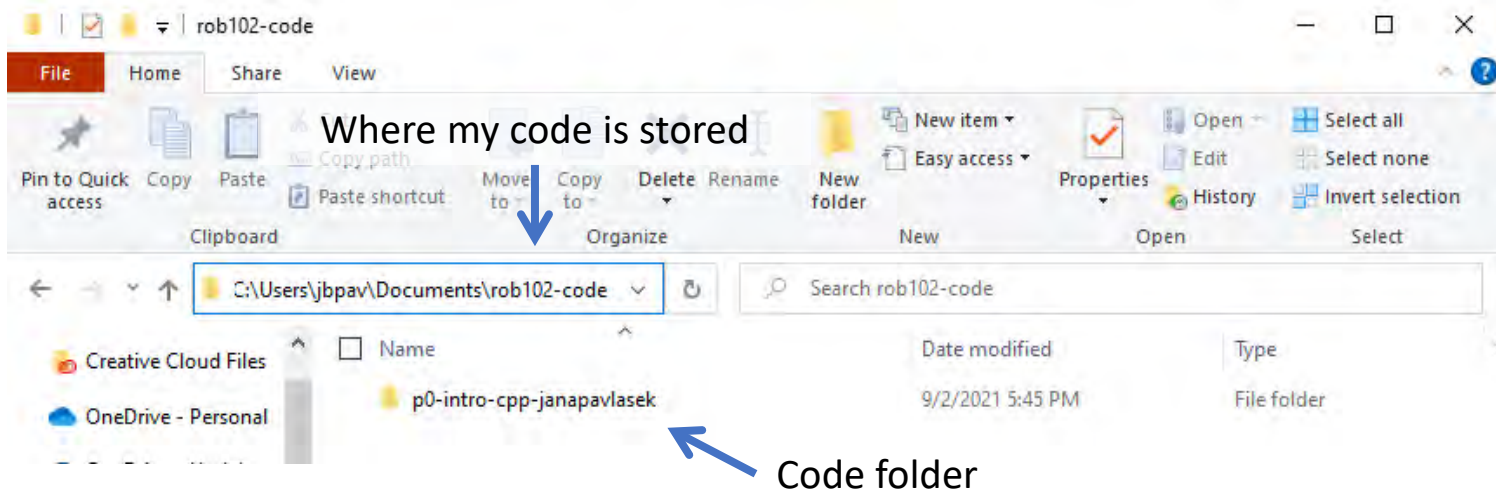 rob102-code
File Home Share View
Where my code is stored
Copy path
Pin to Quick access
Copy
Paste
Paste shortcut
Move to
Copy to
Delete
Rename
New folder
New item
Easy access
Properties
Open
Edit
History
Select all
Select none
Invert selection
Clipboard Organize New Open Select
C:\Users\jbpav\Documents\rob102-code
Search rob102-code
Name Date modified Type
Creative Cloud Files
p0-intro-cpp-janapavlasek 9/2/2021 5:45 PM File folder
OneDrive - Personal
Code folder